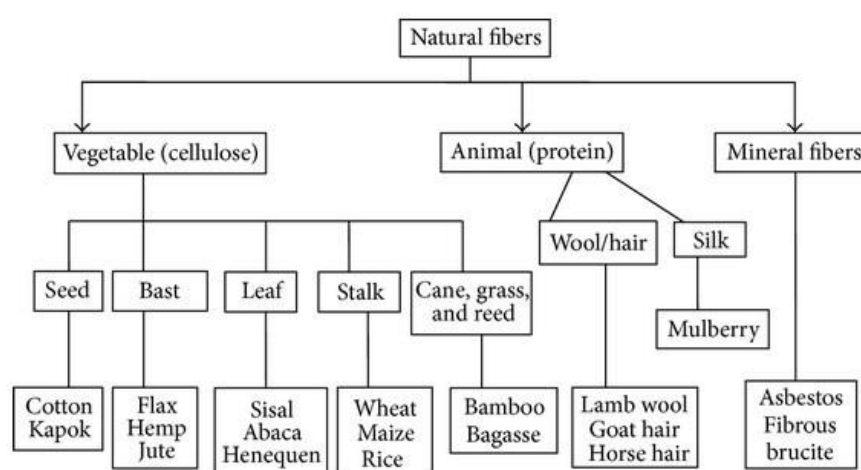 Natural fibers
Vegetable (cellulose)
Animal (protein)
Mineral fibers
Wool/hair
Silk
Seed
Bast
Leaf
Stalk
Cane, grass,
and reed
Mulberry
Cotton
Kapok
Flax
Hemp
Jute
Sisal
Abaca
Henequen
Wheat
Maize
Rice
Bamboo
Bagasse
Lamb wool
Goat hair
Horse hair
Asbestos
Fibrous
brucite